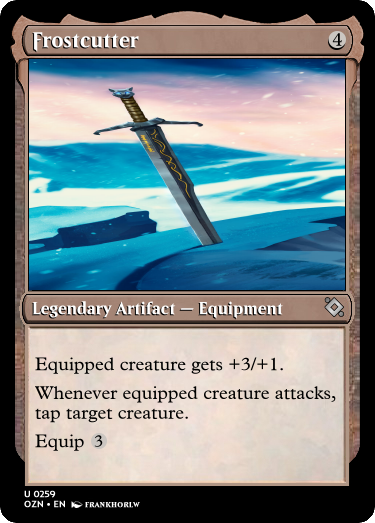 Frostcutter 4
Legendary Artifact — Equipment
Equipped creature gets +3/+1.
Whenever equipped creature attacks,
tap target creature.
Equip 3
U 0259
OZN • EN FRANKHORLW